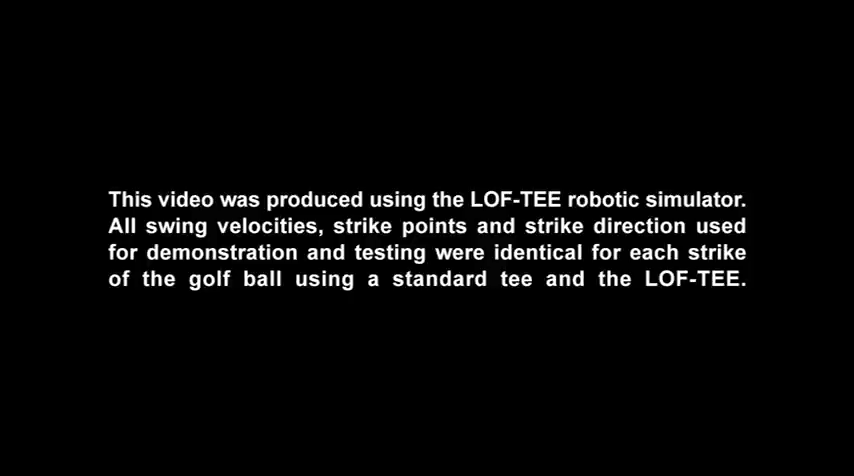 This video was produced using the LOF-TEE robotic simulator.
All swing velocities, strike points and strike direction used
for demonstration and testing were identical for each strike
of the golf ball using a standard tee and the LOF-TEE.